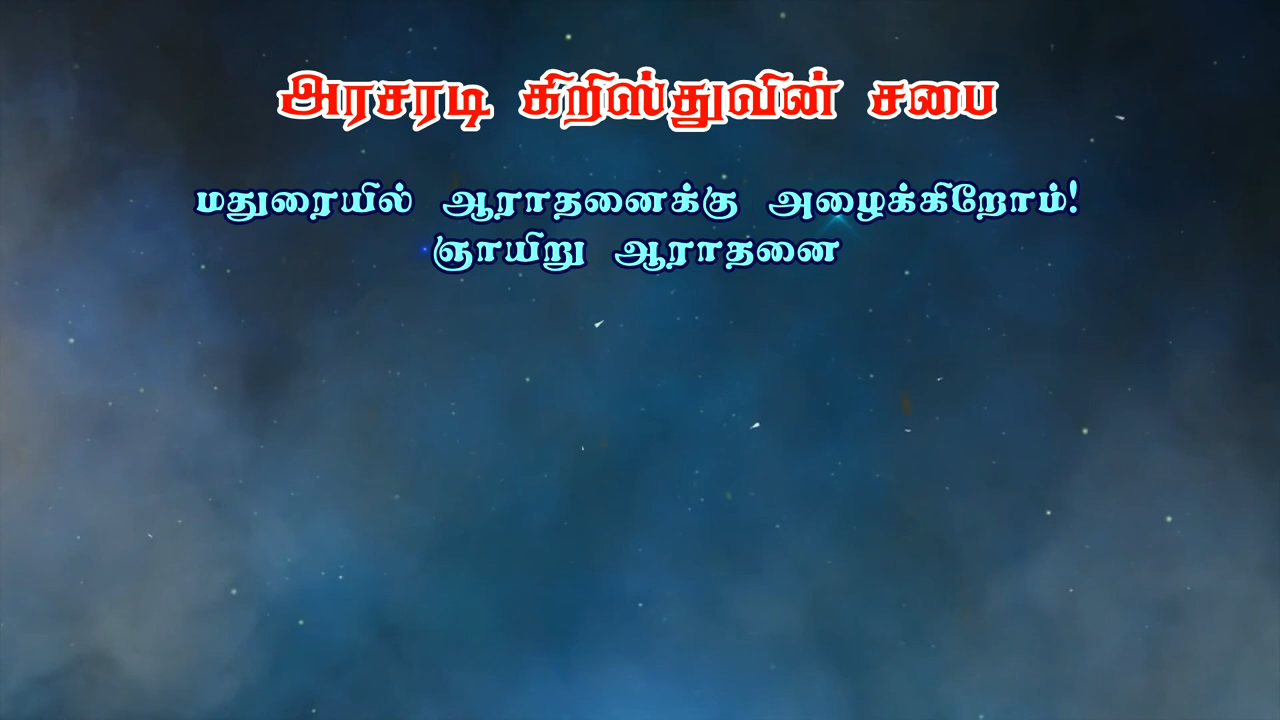 அரசரடி கிறிஸ்துவின் சபை
மதுரையில் ஆராதனைக்கு அழைக்கிறோம்!
ஞாயிறு ஆராதனை